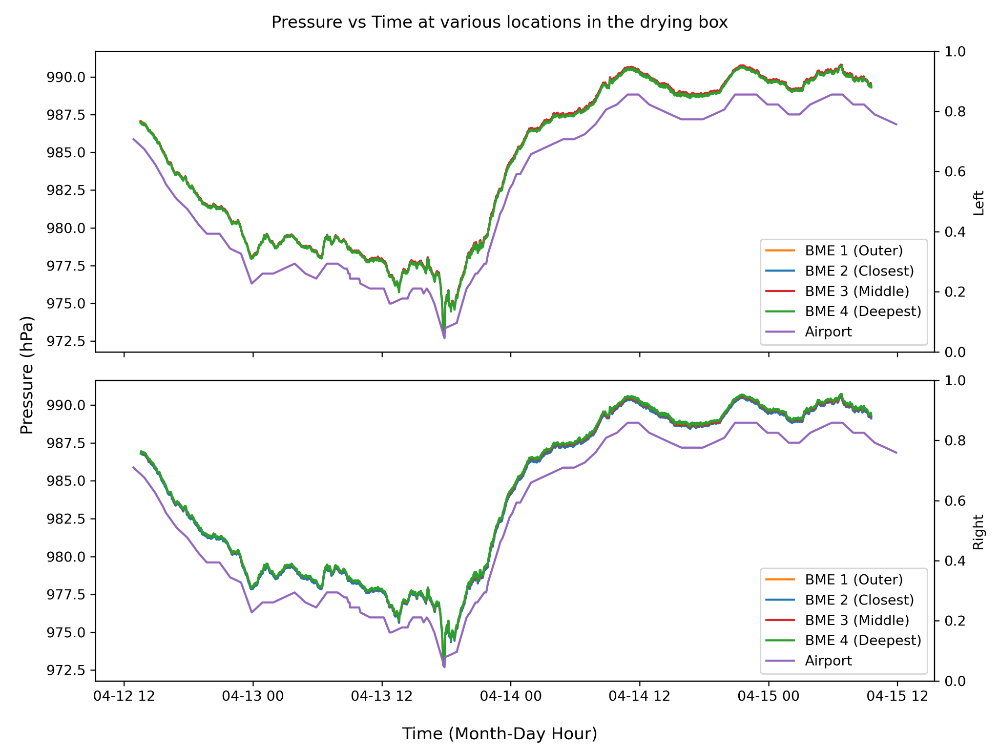 Pressure vs Time at various locations in the drying box
Pressure (hPa)
990.0
987.5
985.0
982.5
980.0
977.5
975.0
972.5
1.0
0.8
0.6
0.4
0.2
0.0
Left
BME 1 (Outer)
BME 2 (Closest)
BME 3 (Middle)
BME 4 (Deepest)
Airport
990.0
987.5
985.0
982.5
980.0
977.5
975.0
972.5
1.0
0.8
0.6
0.4
0.2
0.0
Right
BME 1 (Outer)
BME 2 (Closest)
BME 3 (Middle)
BME 4 (Deepest)
Airport
04-12 12 04-13 00 04-13 12 04-14 00 04-14 12 04-15 00 04-15 12
Time (Month-Day Hour)